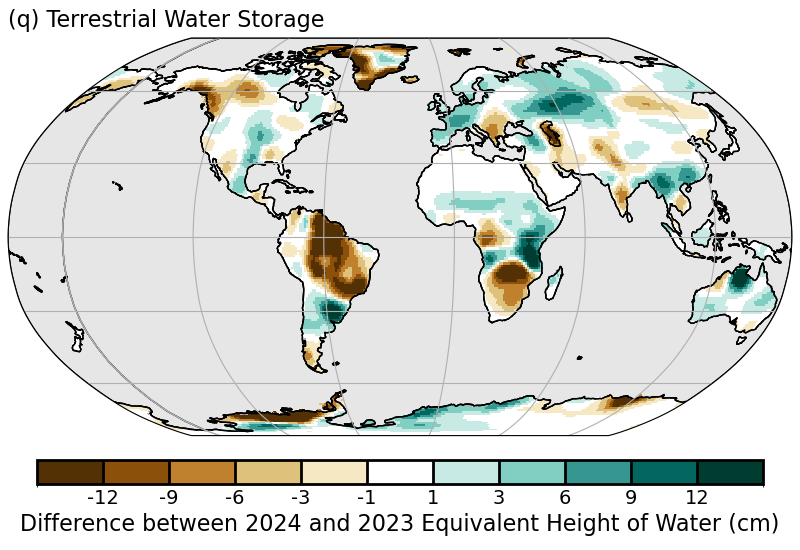 (q) Terrestrial Water Storage
-12 -9 -6 -3 -1 1 3 6 9 12
Difference between 2024 and 2023 Equivalent Height of Water (cm)